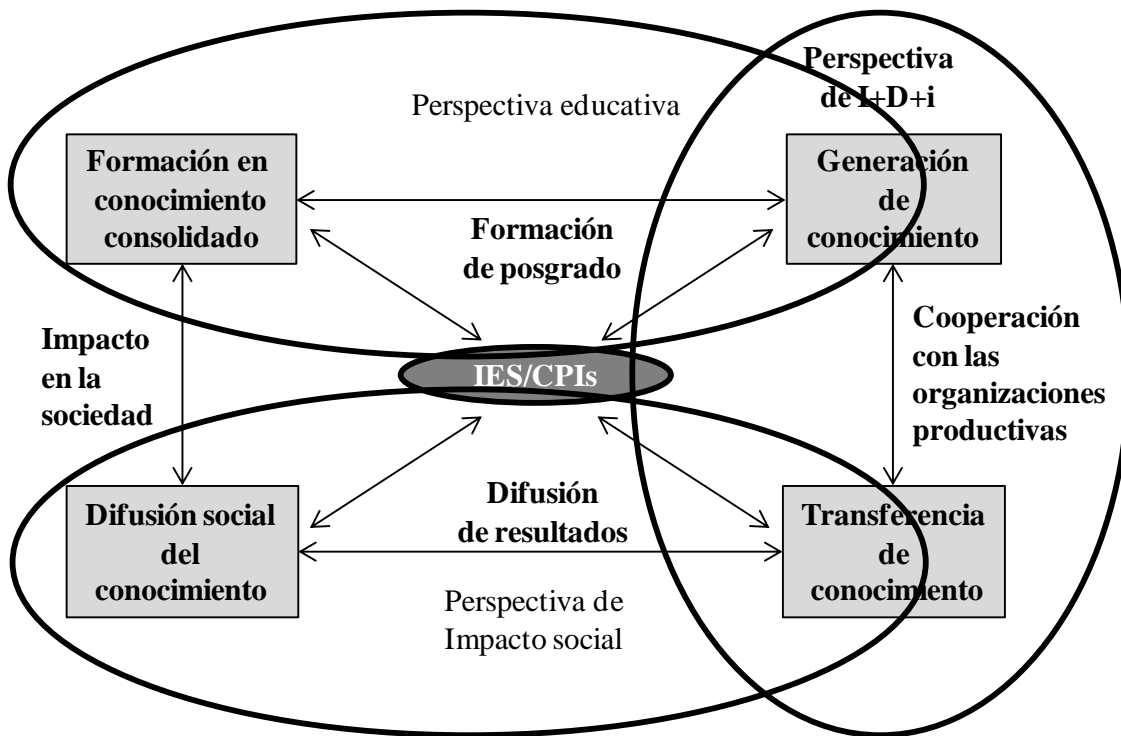 Perspectiva
de I+D+i
Perspectiva educativa
Formación en
conocimiento
consolidado
Generación
de
conocimiento
Formación
de posgrado
Impacto
en la
sociedad
IES/CPIs
Cooperación
con las
organizaciones
productivas
Difusión social
del
conocimiento
Difusión
de resultados
Transferencia
de
conocimiento
Perspectiva de
Impacto social